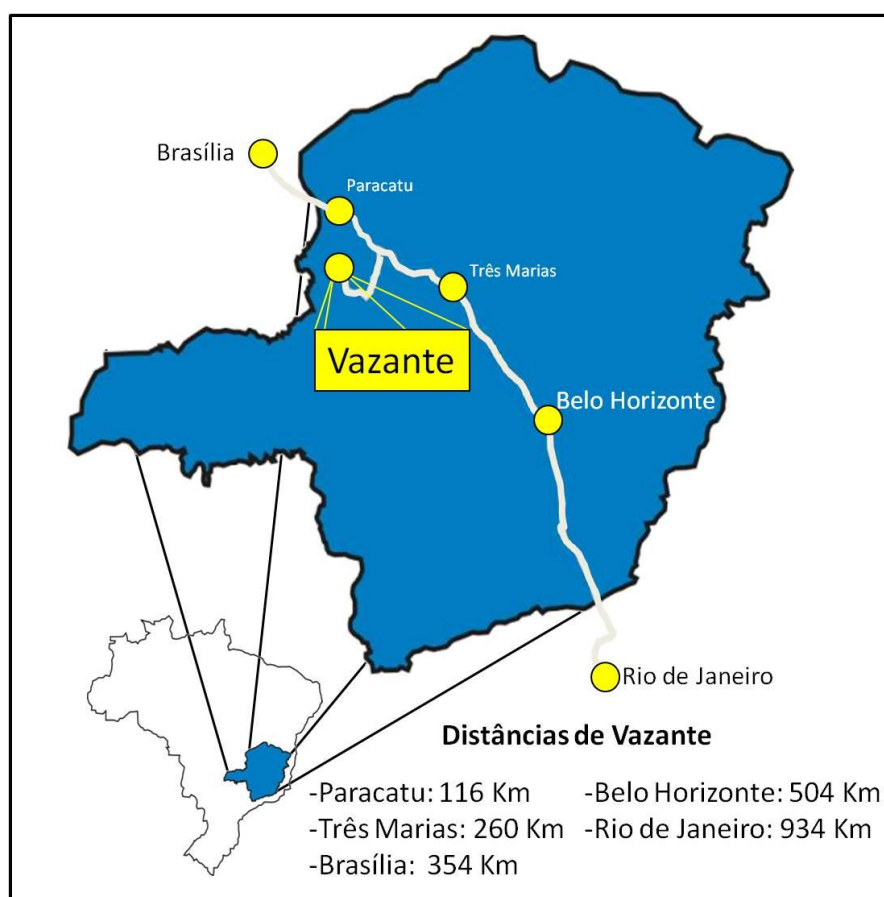 Brasília
Paracatu
Três Marias
Vazante
Belo Horizonte
Rio de Janeiro
Distâncias de Vazante
-Paracatu: 116 Km
-Belo Horizonte: 504 Km
-Três Marias: 260 Km
-Rio de Janeiro: 934 Km
-Brasília: 354 Km